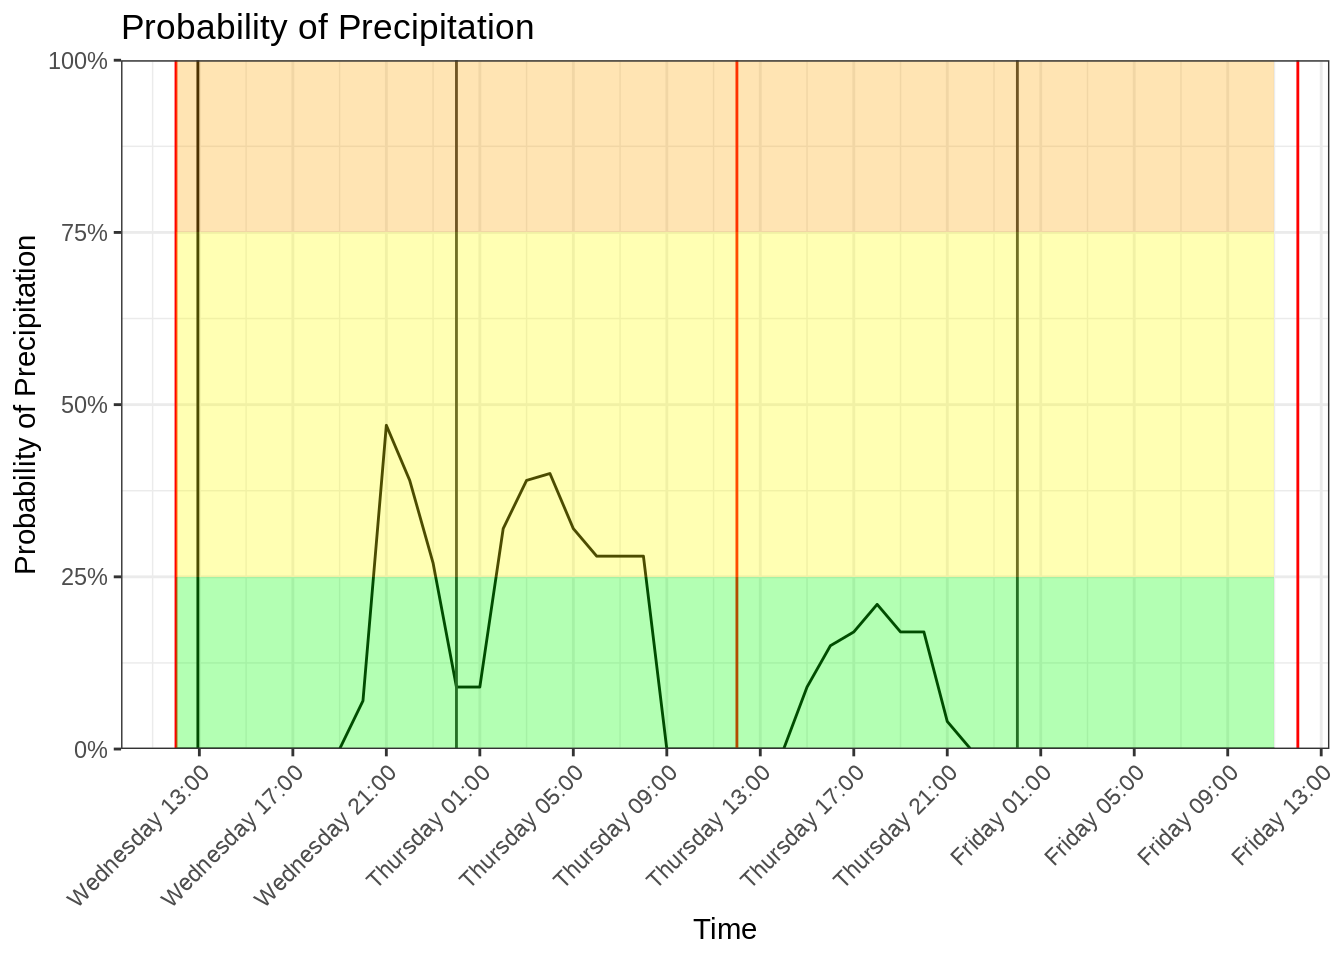 Probability of Precipitation
Probability of Precipitation
100%
75%
50%
25%
0%
Wednesday 13:00
Wednesday 17:00
Wednesday 21:00
Thursday 01:00
Thursday 05:00
Thursday 09:00
Thursday 13:00
Thursday 17:00
Thursday 21:00
Friday 01:00
Friday 05:00
Friday 09:00
Friday 13:00
Time